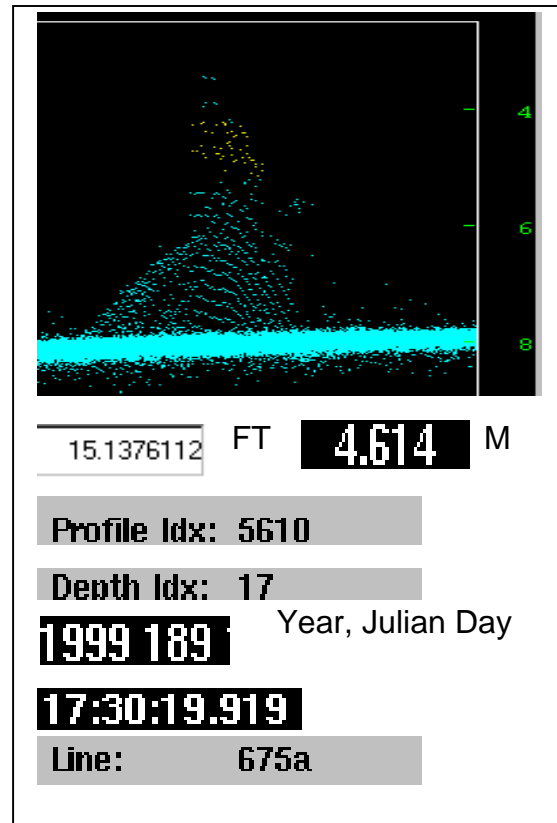 4
6
8
15.1376112 FT 4.614 M
Profile Idx: 5610
Depth Idx: 17
1999 189 Year, Julian Day
17:30:19.919
Line: 675a